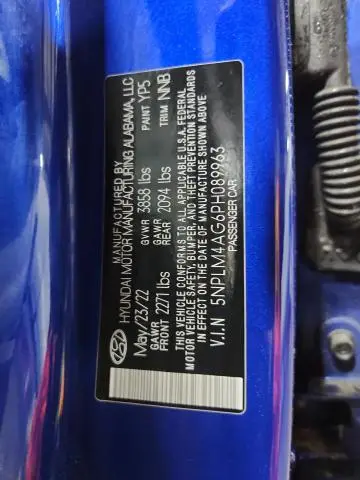 MANUFACTURED BY
HYUNDAI MOTOR MANUFACTURING ALABAMA, LLC
May/23/22 GVWR 3858 lbs PAINT YP5
GAWR FRONT 2271 lbs GAWR REAR 2094 lbs TRIM NNB
THIS VEHICLE CONFORMS TO ALL APPLICABLE U.S.A. FEDERAL
MOTOR VEHICLE SAFETY, BUMPER, AND THEFT PREVENTION
STANDARDS IN EFFECT ON THE DATE OF MANUFACTURE SHOWN ABOVE
V.I.N 5NPLM4AG6PH089963
PASSENGER CAR